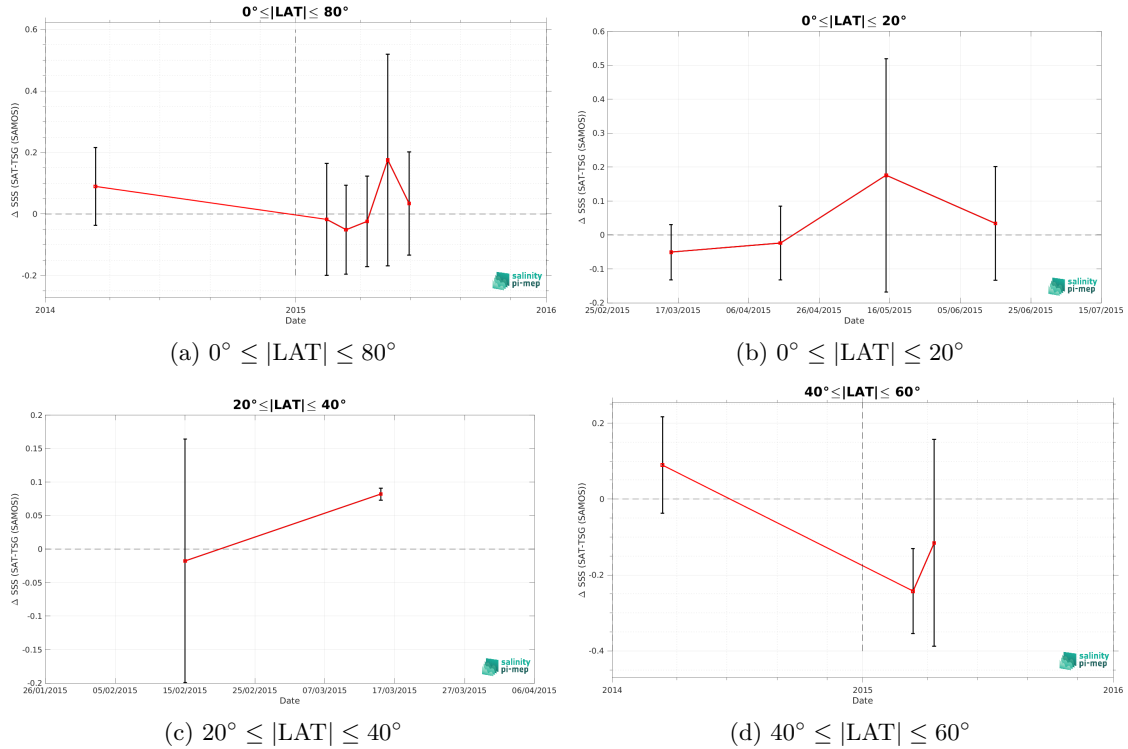 0°≤|LAT|≤ 80°
0.6
0.4
0.2
0
-0.2
Δ SSS (SAT-TSG (SAMOS))
2014
2015
2016
Date
salinity
pi-mep
(a) 0° ≤ |LAT| ≤ 80°
0°≤|LAT|≤ 20°
0.6
0.5
0.4
0.3
0.2
0.1
0
-0.1
-0.2
Δ SSS (SAT-TSG (SAMOS))
25/02/2015
17/03/2015
06/04/2015
26/04/2015
16/05/2015
05/06/2015
25/06/2015
15/07/2015
Date
salinity
pi-mep
(b) 0° ≤ |LAT| ≤ 20°
20°≤|LAT|≤ 40°
0.2
0.15
0.1
0.05
0
-0.05
-0.1
-0.15
-0.2
Δ SSS (SAT-TSG (SAMOS))
26/01/2015
05/02/2015
15/02/2015
25/02/2015
07/03/2015
17/03/2015
27/03/2015
06/04/2015
Date
salinity
pi-mep
(c) 20° ≤ |LAT| ≤ 40°
40°≤|LAT|≤ 60°
0.2
0
-0.2
-0.4
Δ SSS (SAT-TSG (SAMOS))
2014
2015
2016
Date
salinity
pi-mep
(d) 40° ≤ |LAT| ≤ 60°